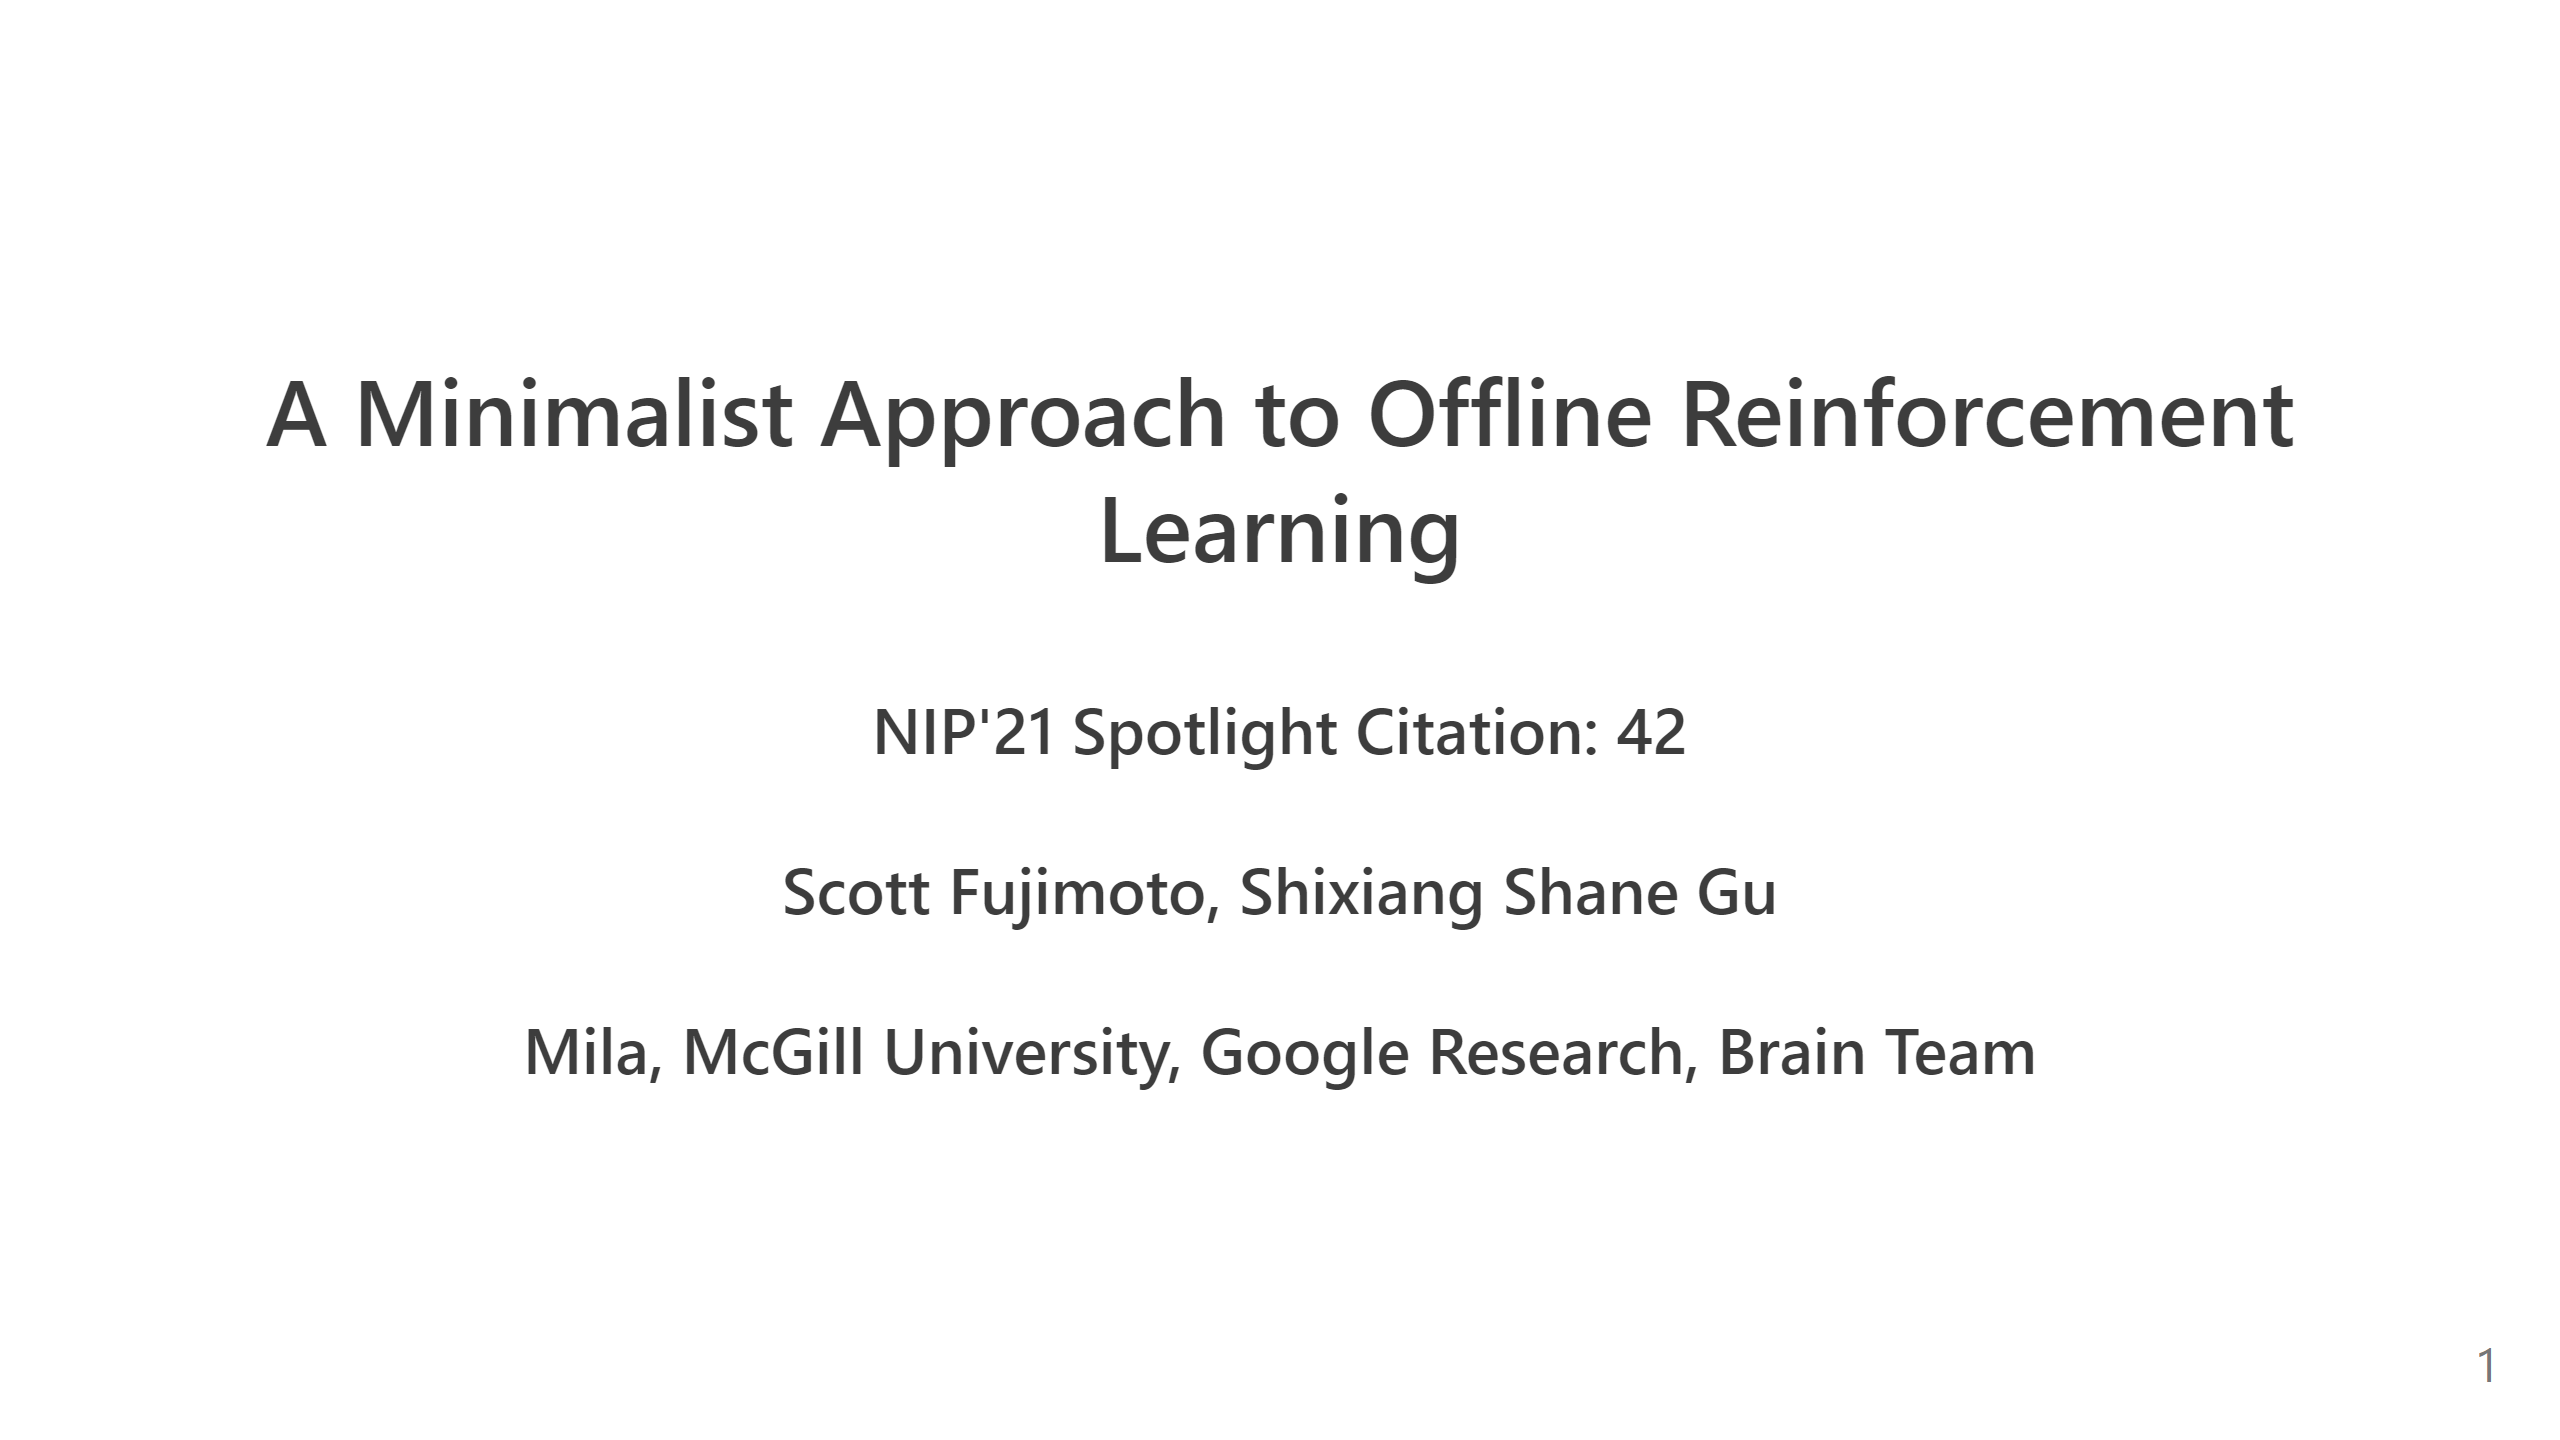 A Minimalist Approach to Offline Reinforcement
Learning
NIP'21 Spotlight Citation: 42
Scott Fujimoto, Shixiang Shane Gu
Mila, McGill University, Google Research, Brain Team
1